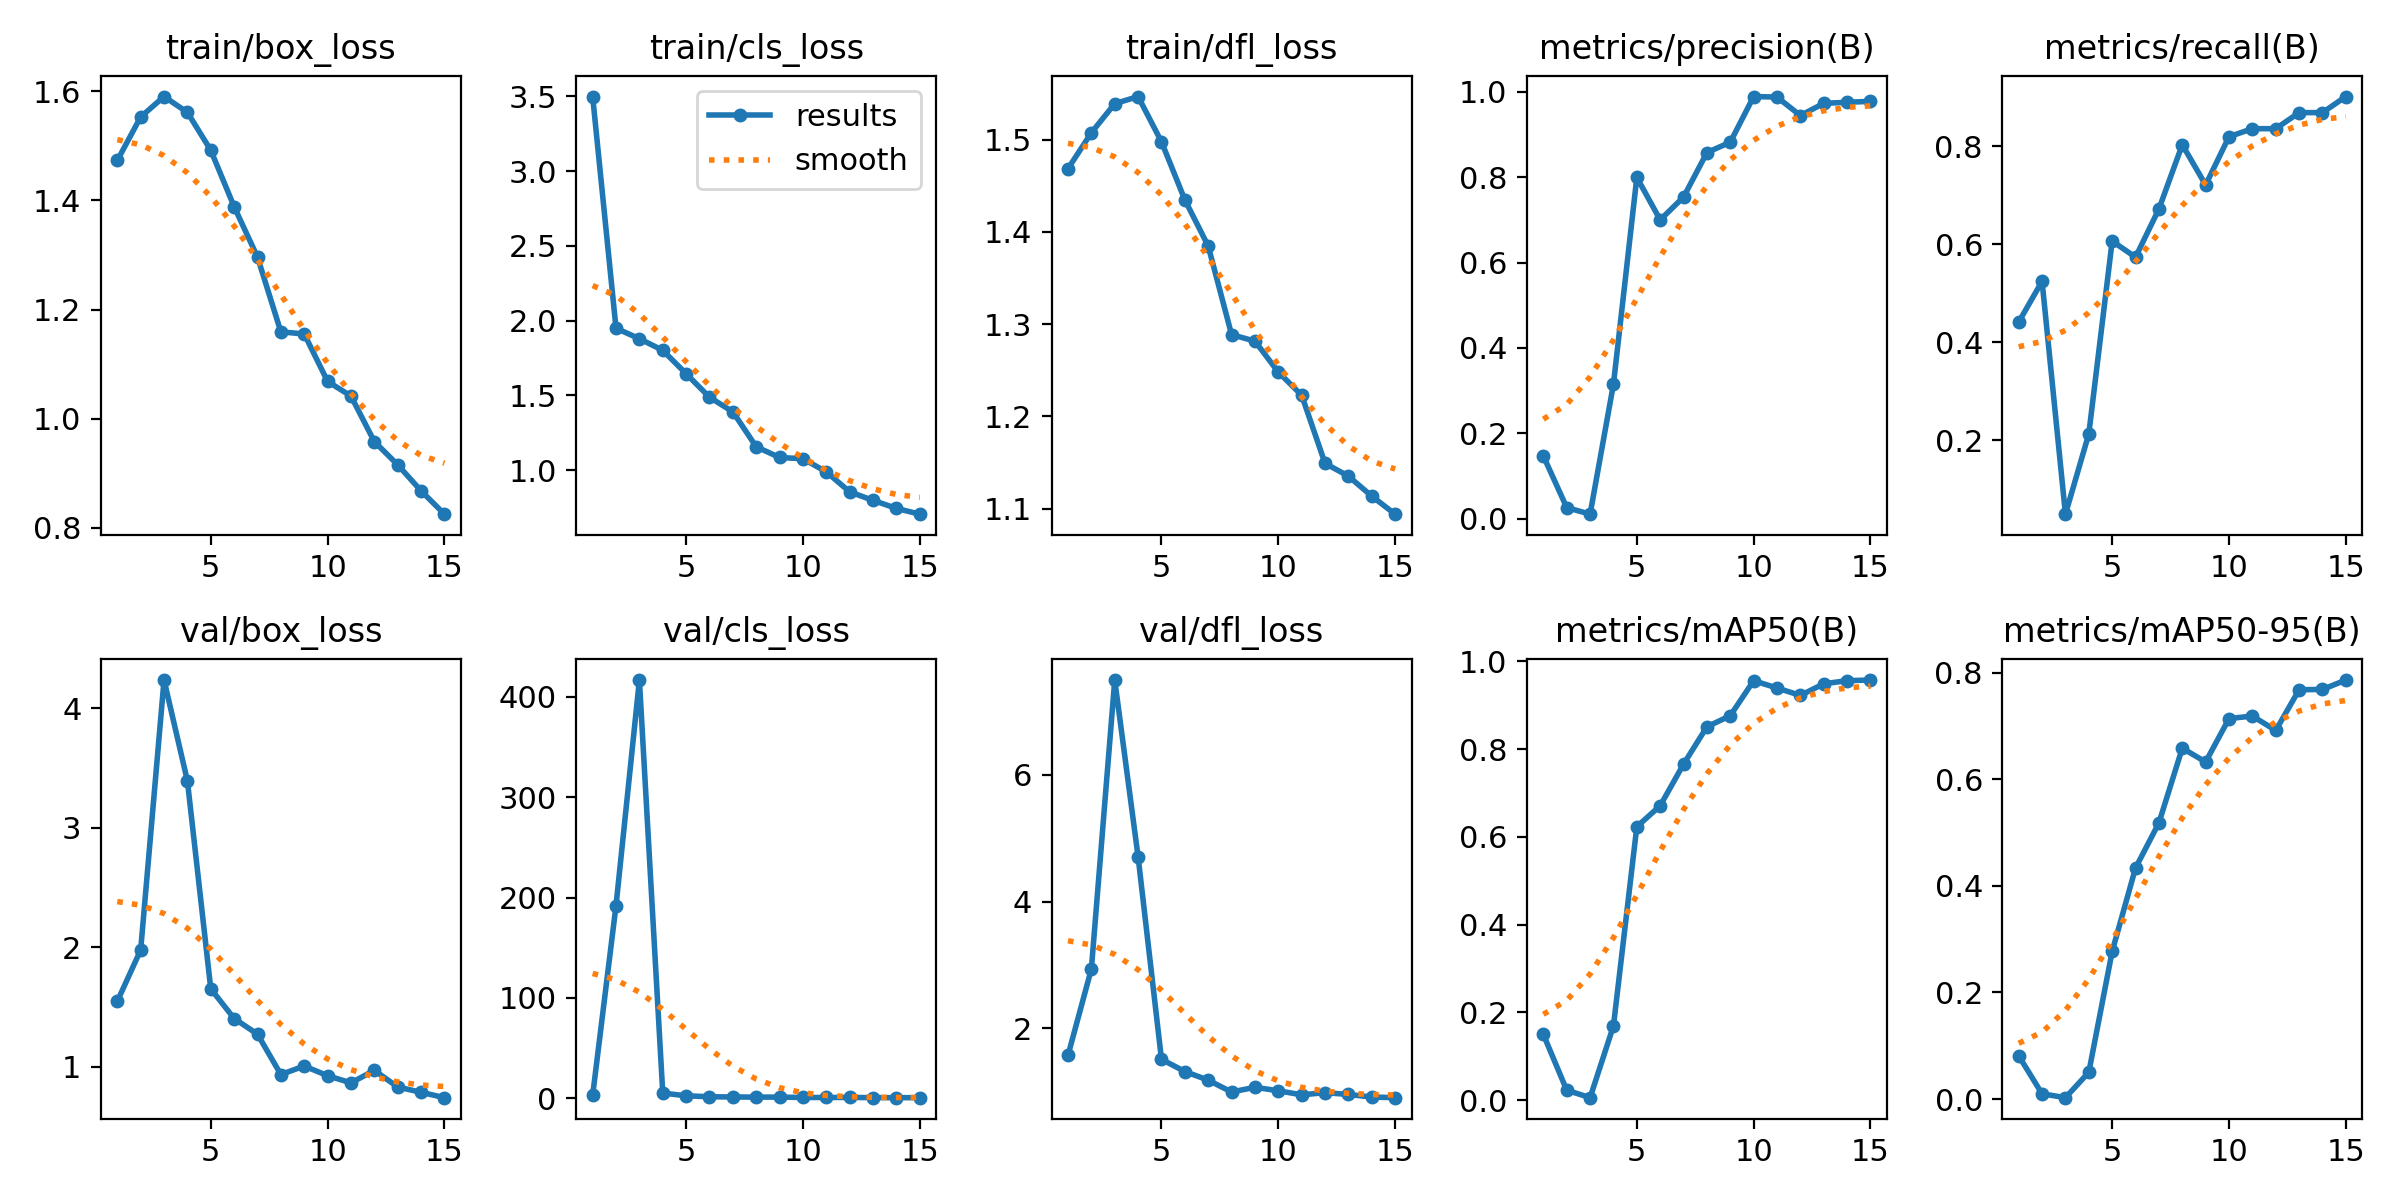 train/box_loss
train/cls_loss
train/dfl_loss
metrics/precision(B)
metrics/recall(B)
1.6
1.4
1.2
1.0
0.8
5 10 15
3.5
3.0
2.5
2.0
1.5
1.0
results
smooth
5 10 15
1.5
1.4
1.3
1.2
1.1
5 10 15
1.0
0.8
0.6
0.4
0.2
0.0
5 10 15
0.8
0.6
0.4
0.2
5 10 15
val/box_loss
val/cls_loss
val/dfl_loss
metrics/mAP50(B)
metrics/mAP50-95(B)
4
3
2
1
5 10 15
400
300
200
100
0
5 10 15
6
4
2
5 10 15
1.0
0.8
0.6
0.4
0.2
0.0
5 10 15
0.8
0.6
0.4
0.2
0.0
5 10 15